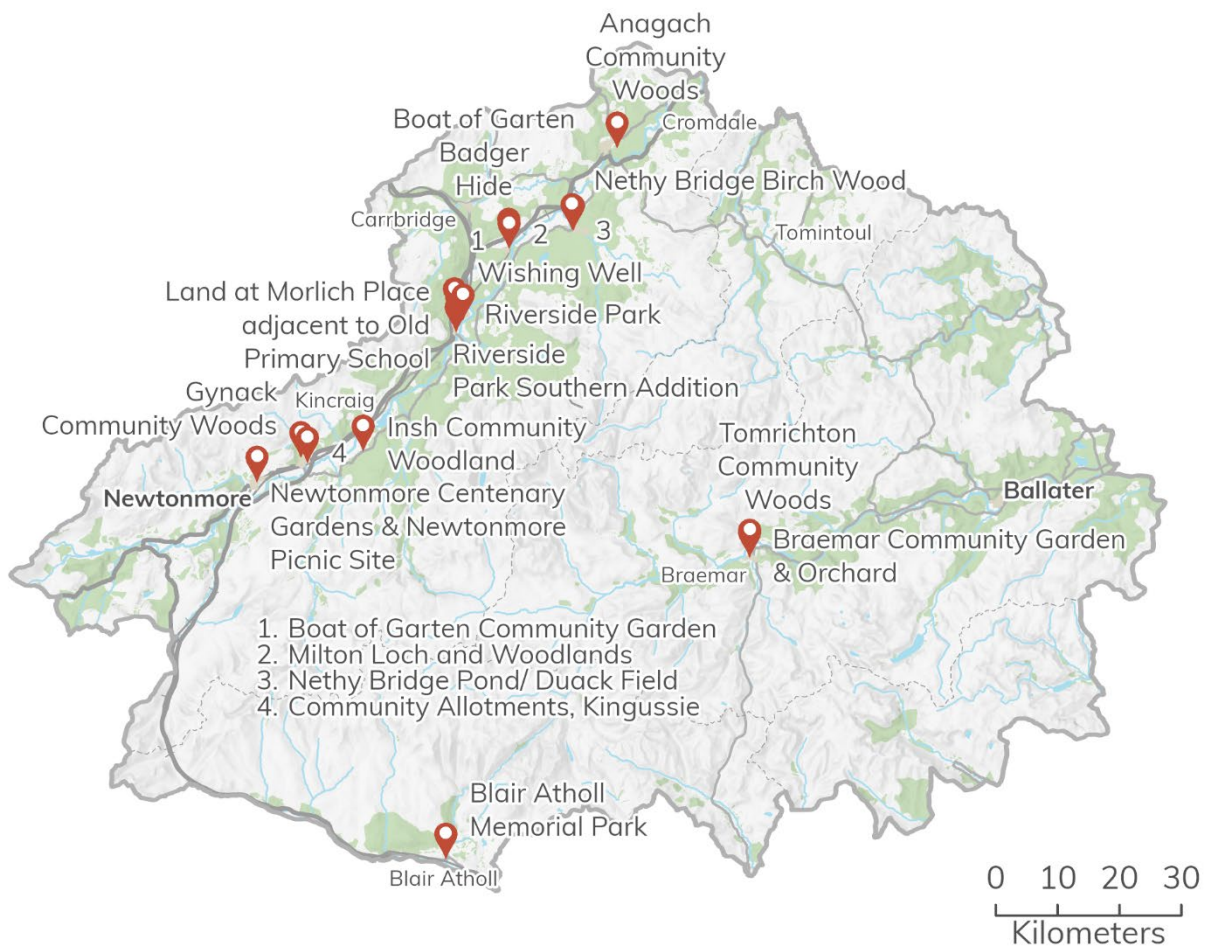 Anagach
Community
Woods
Cromdale
Boat of Garten
Badger
Hide
Nethy Bridge Birch Wood
Carrbridge
1
2
3
Tomintoul
Wishing Well
Land at Morlich Place
adjacent to Old
Primary School
Riverside Park
Riverside
Park Southern Addition
Gynack
Community Woods
Kincraig
4
Insh Community
Woodland
Newtonmore
Newtonmore Centenary
Gardens & Newtonmore
Picnic Site
Tomrichton
Community
Woods
Ballater
Braemar Community Garden
& Orchard
Braemar
1. Boat of Garten Community Garden
2. Milton Loch and Woodlands
3. Nethy Bridge Pond/ Duack Field
4. Community Allotments, Kingussie
Blair Atholl
Memorial Park
Blair Atholl
0 10 20 30
Kilometers